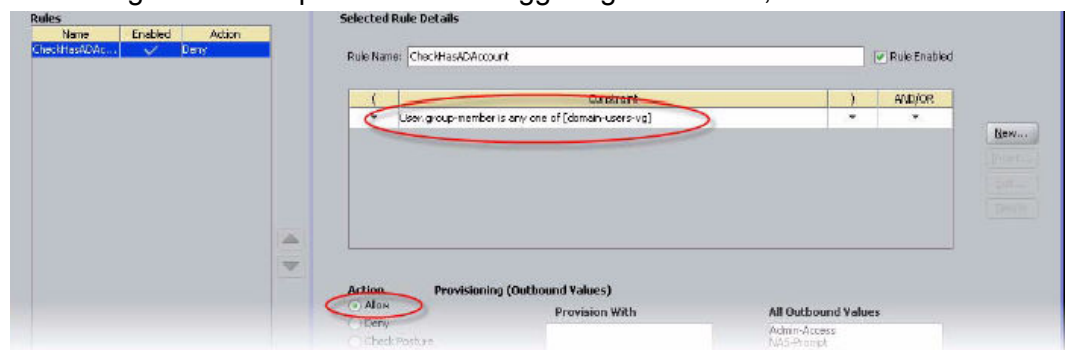 Rules
Name Enabled Action
CheckHasADAc... Deny
Selected Rule Details
Rule Name: CheckHasADAccount Rule Enabled
( Constraint ) AND/OR
User.group-member is any one of [domain-users-vg]
New...
Action
Allow
Deny
Check Posture
Provisioning (Outbound Values)
Provision With
All Outbound Values
Admin-Access
NAS-Prompt